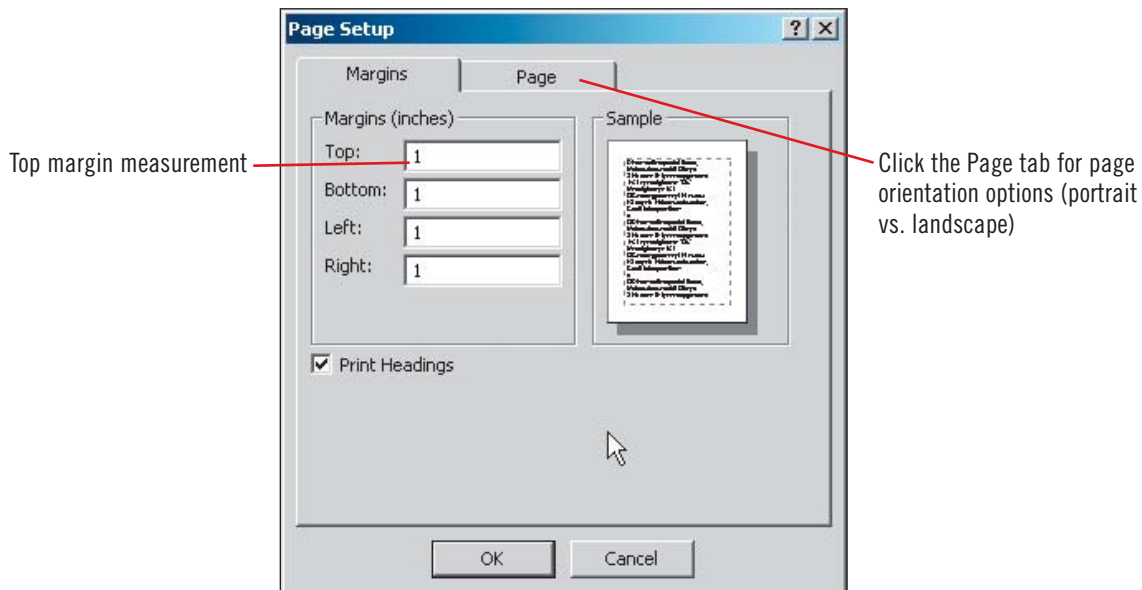 Page Setup
Margins
Page
Margins (inches)
Sample
Top:
1
Bottom:
1
Left:
1
Right:
1
Print Headings
OK
Cancel
Top margin measurement
Click the Page tab for page
orientation options (portrait
vs. landscape)